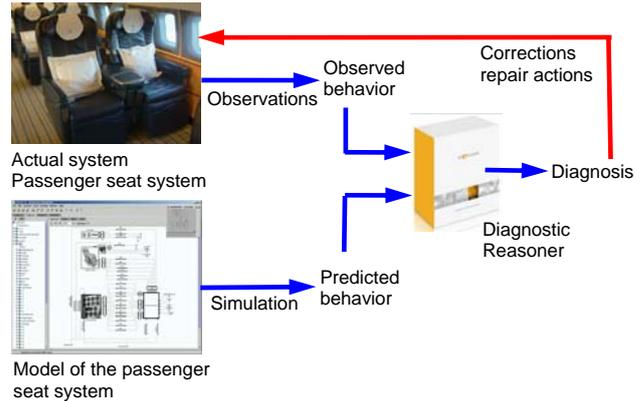 Corrections
repair actions
Observed
behavior
Observations
Actual system
Passenger seat system
Diagnosis
Diagnostic
Reasoner
Predicted
behavior
Simulation
Model of the passenger
seat system